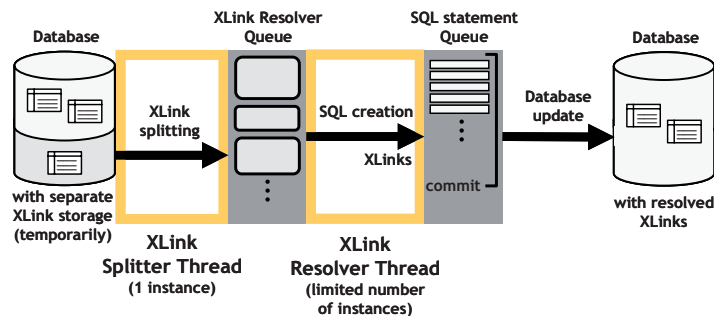 Database
XLink Resolver
Queue
SQL statement
Queue
Database
XLink
splitting
SQL creation
XLinks
commit
Database
update
with separate
XLink storage
(temporarily)
with resolved
XLinks
XLink
Splitter Thread
(1 instance)
XLink
Resolver Thread
(limited number
of instances)